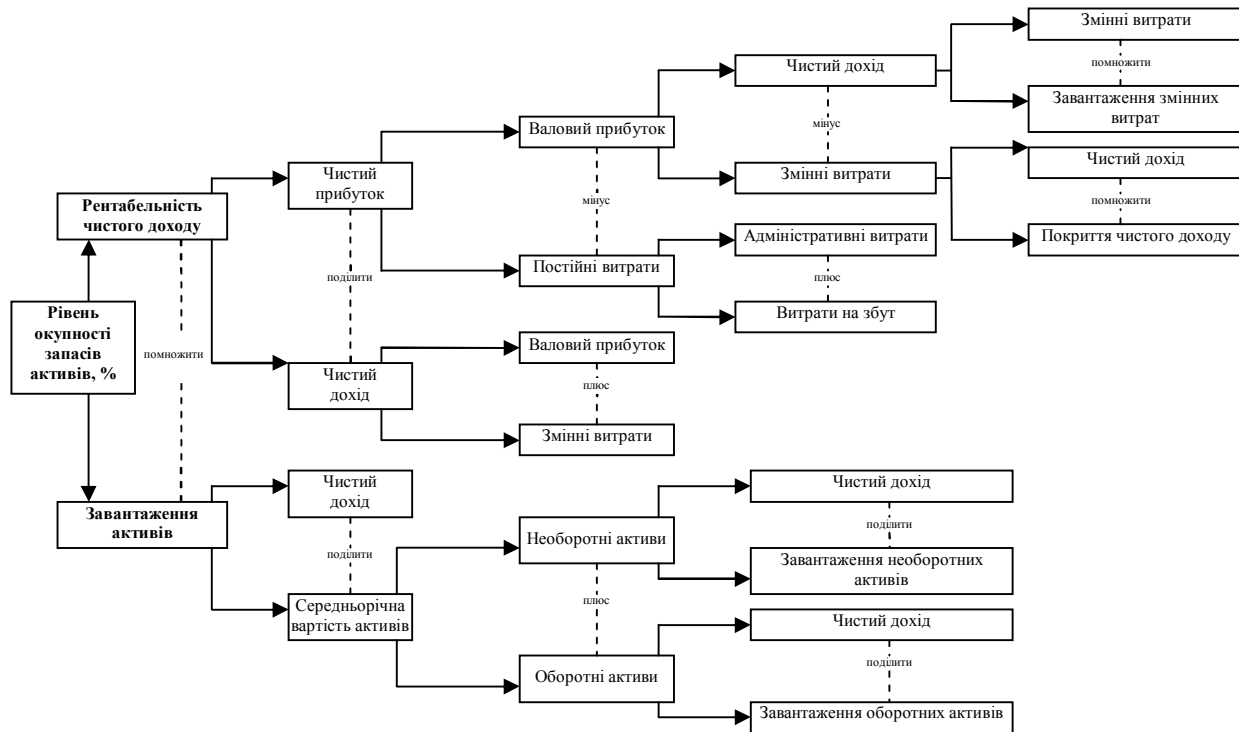 Змінні витрати
помножити
Завантаження змінних
витрат
Чистий дохід
мінус
Змінні витрати
Чистий дохід
помножити
Покриття чистого доходу
Валовий прибуток
мінус
Постійні витрати
Адміністративні витрати
плюс
Витрати на збут
Чистий
прибуток
поділити
Чистий
дохід
Валовий прибуток
плюс
Змінні витрати
Рентабельність
чистого доходу
Рівень
окупності
запасів
активів, %
помножити
Завантаження
активів
Чистий
дохід
поділити
Середньорічна
вартість активів
Необоротні активи
плюс
Оборотні активи
Чистий дохід
поділити
Завантаження необоротних
активів
Чистий дохід
поділити
Завантаження оборотних активів